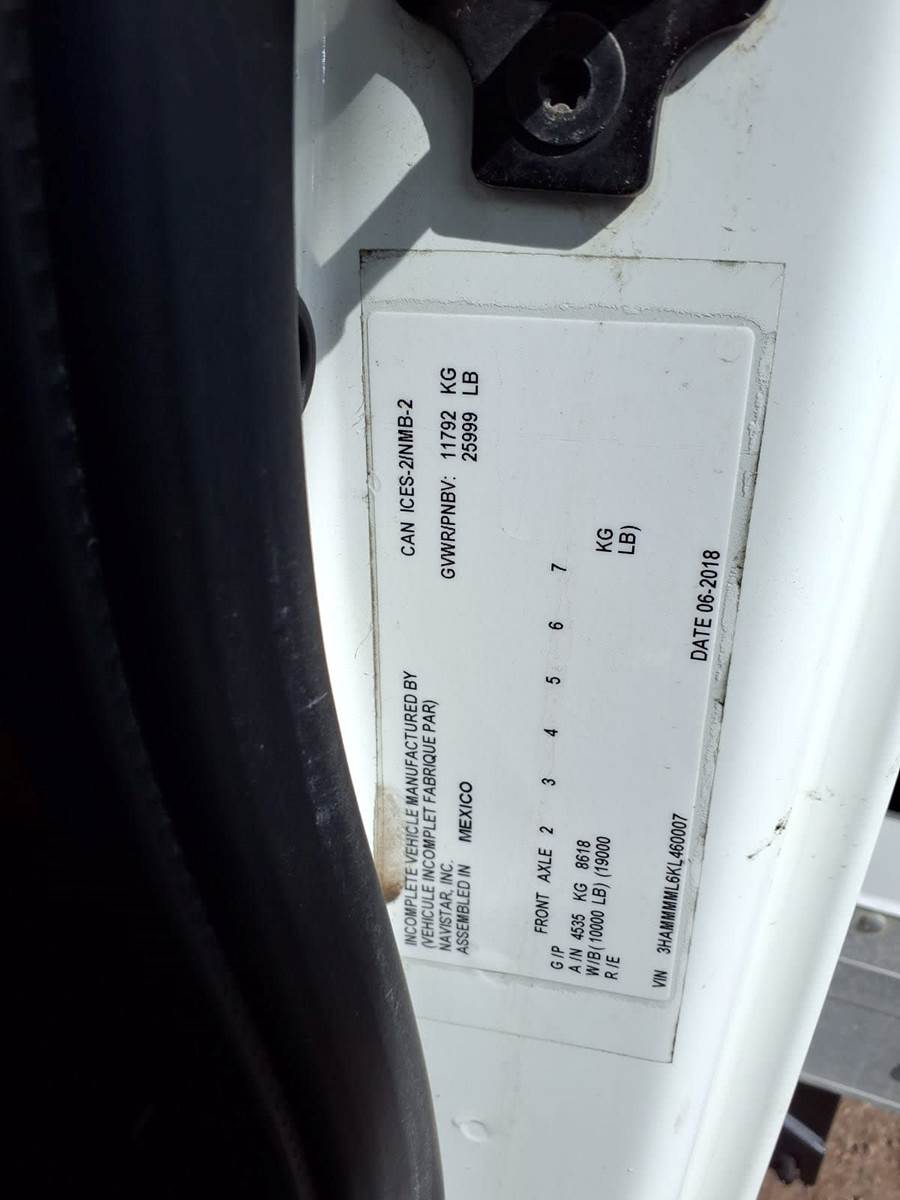 INCOMPLETE VEHICLE MANUFACTURED BY
(VEHICULE INCOMPLET FABRIQUE PAR)
NAVISTAR, INC.
ASSEMBLED IN MEXICO
CAN ICES-2/NMB-2
GVWR/PNBV: 11792 KG
25999 LB
FRONT AXLE 2 3 4 5 6 7
G/P
A/N 4535 KG 8618 KG
W/B (10000 LB) (19000 LB)
R/E
VIN 3HAMMMML6KL460007
DATE 06-2018